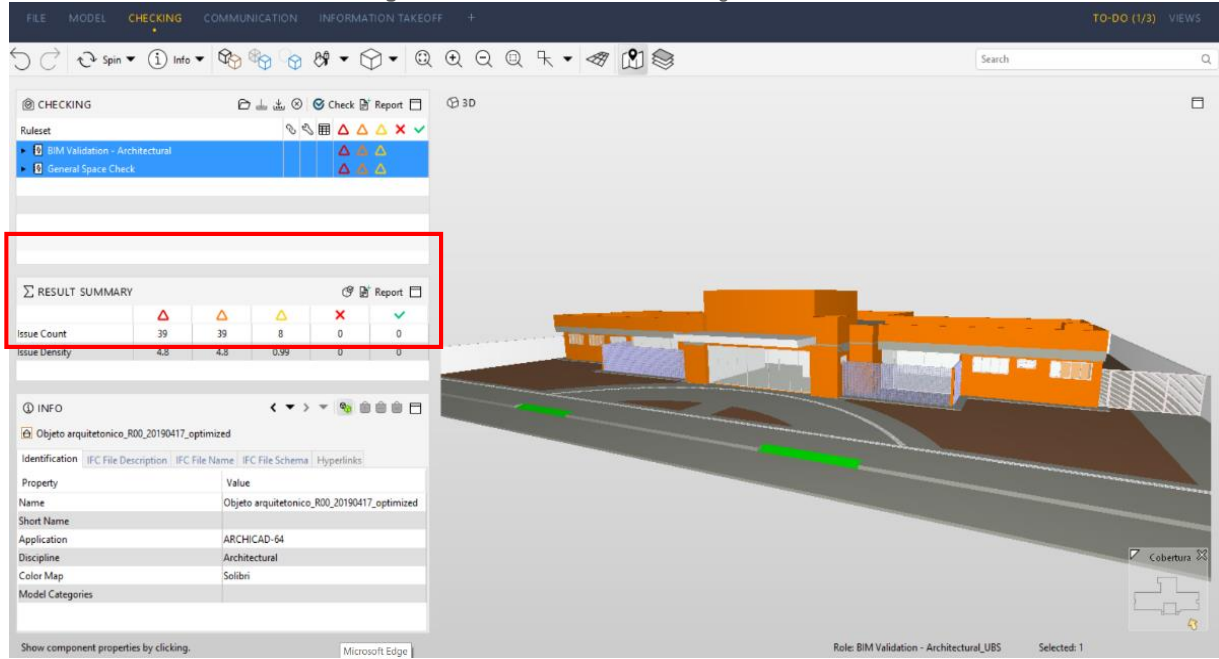 FILE MODEL CHECKING COMMUNICATION INFORMATION TAKEOFF +
TO-DO (1/3) VIEWS
Spin Info
Search
CHECKING
Check Report
3D
Ruleset
BIM Validation - Architectural
General Space Check
RESULT SUMMARY
Report
Issue Count 39 39 8 0 0
Issue Density 4.8 4.8 0.99 0 0
INFO
Objeto arquitetonico_R00_20190417_optimized
Identification IFC File Description IFC File Name IFC File Schema Hyperlinks
Property Value
Name Objeto arquitetonico_R00_20190417_optimized
Short Name
Application ARCHICAD-64
Discipline Architectural
Color Map Solibri
Model Categories
Cobertura
Show component properties by clicking.
Microsoft Edge
Role: BIM Validation - Architectural_UBS Selected: 1